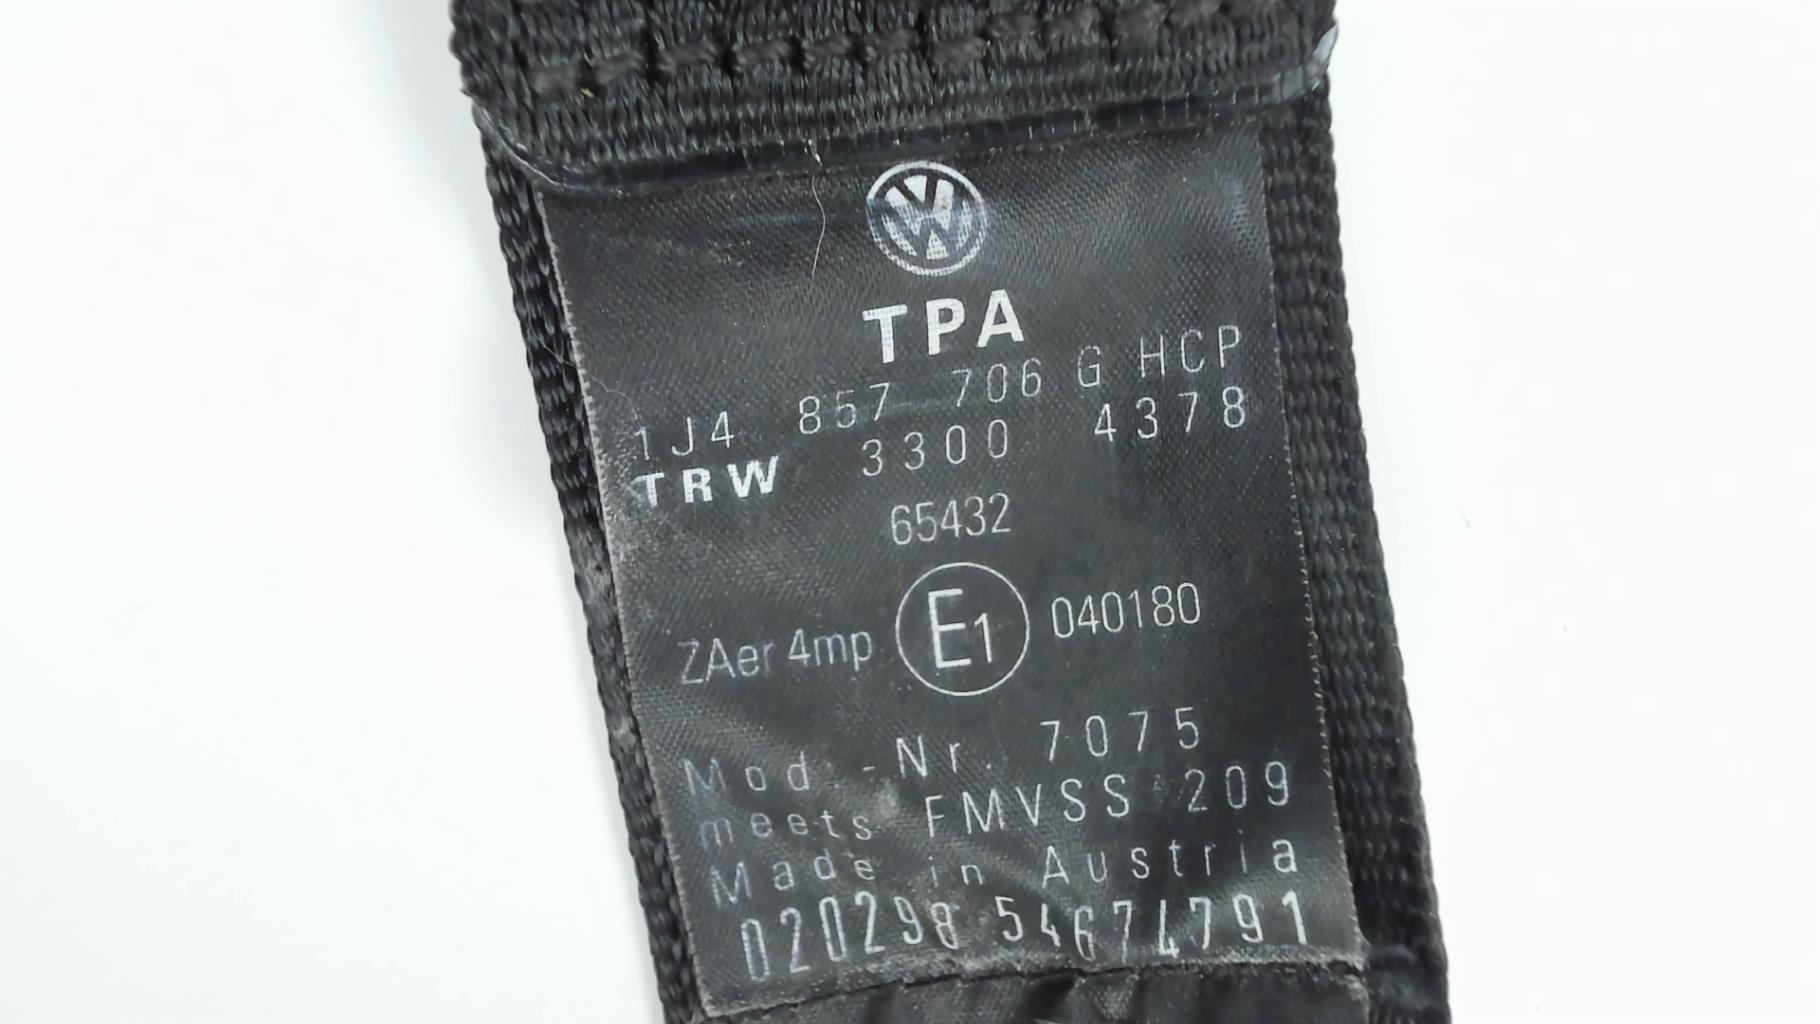 TPA
1J4 857 706 G HCP
TRW 3300 4378
65432
ZAer 4mp E1 040180
Mod.-Nr. 7075
meets FMVSS 209
Made in Austria
020298 54674791